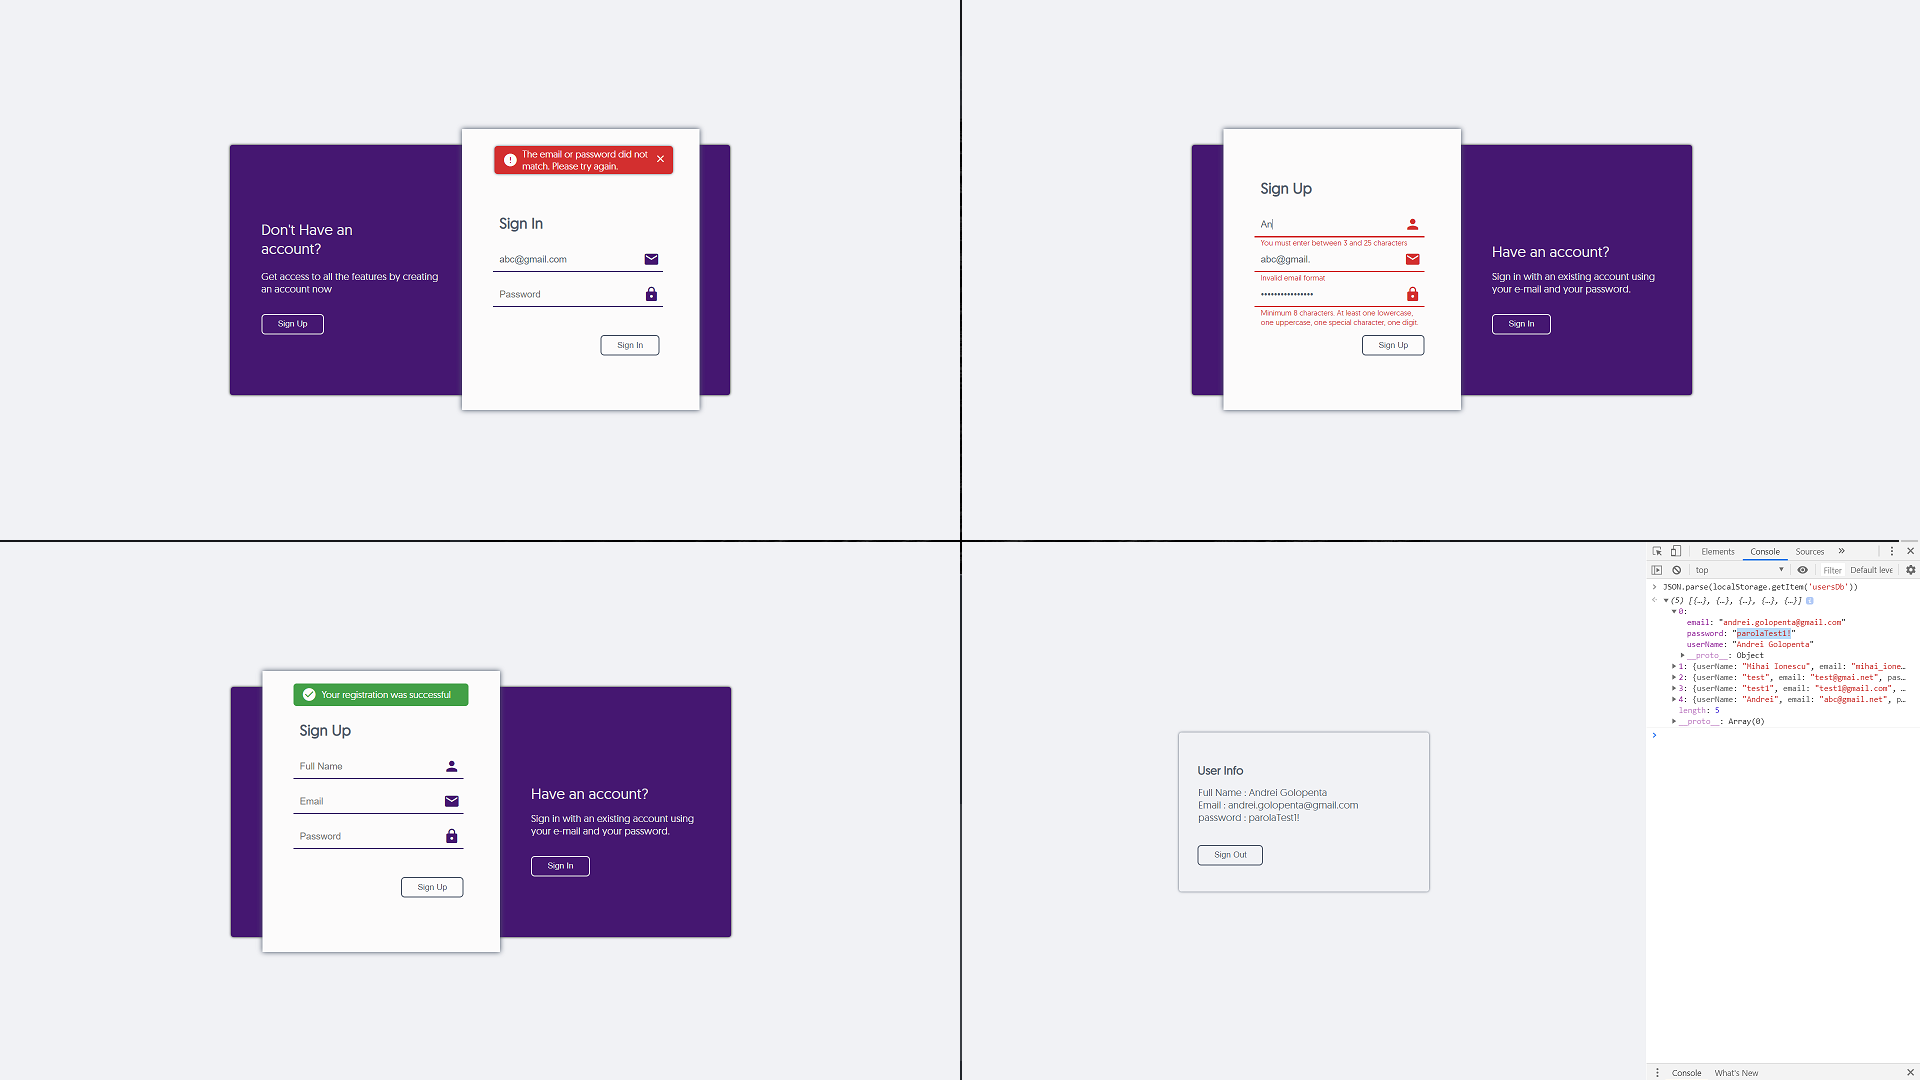 The email or password did not
match. Please try again.
Don't Have an
account?
Get access to all the features by creating
an account now
Sign Up
Sign In
abc@gmail.com
Password
Sign In
Sign Up
An
You must enter between 3 and 25 characters
abc@gmail.
Invalid email format
••••••••••••••••
Minimum 8 characters. At least one lowercase,
one uppercase, one special character, one digit.
Sign Up
Have an account?
Sign in with an existing account using
your e-mail and your password.
Sign In
Your registration was successful
Sign Up
Full Name
Email
Password
Sign Up
Have an account?
Sign in with an existing account using
your e-mail and your password.
Sign In
User Info
Full Name : Andrei Golopenta
Email : andrei.golopenta@gmail.com
password : parolaTest1!
Sign Out
Elements Console Sources »
top Filter Default leve
JSON.parse(localStorage.getItem('usersDb'))
(5) [{…}, {…}, {…}, {…}, {…}]
0:
email: "andrei.golopenta@gmail.com"
password: "parolaTest1!"
userName: "Andrei Golopenta"
__proto__: Object
1: {userName: "Mihai Ionescu", email: "mihai_ione…
2: {userName: "test", email: "test@gmai.net", pas…
3: {userName: "test1", email: "test1@gmail.com", …
4: {userName: "Andrei", email: "abc@gmail.net", p…
length: 5
__proto__: Array(0)
Console What's New